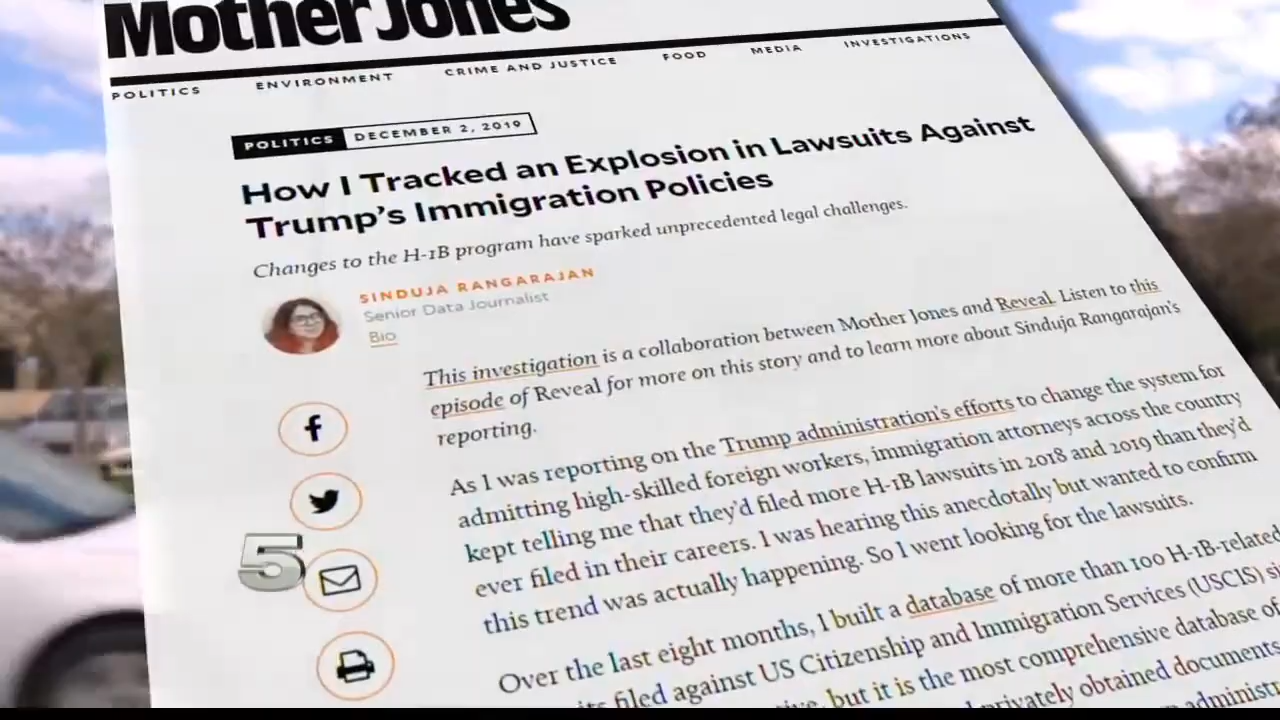 Mother Jones
POLITICS ENVIRONMENT CRIME AND JUSTICE FOOD MEDIA INVESTIGATIONS
POLITICS DECEMBER 2, 2019
How I Tracked an Explosion in Lawsuits Against
Trump's Immigration Policies
Changes to the H-1B program have sparked unprecedented legal challenges.
SINDUJA RANGARAJAN
Senior Data Journalist
Bio
This investigation is a collaboration between Mother Jones and Reveal. Listen to this
episode of Reveal for more on this story and to learn more about Sinduja Rangarajan's
reporting.
As I was reporting on the Trump administration's efforts to change the system for
admitting high-skilled foreign workers, immigration attorneys across the country
kept telling me that they'd filed more H-1B lawsuits in 2018 and 2019 than they'd
ever filed in their careers. I was hearing this anecdotally but wanted to confirm
this trend was actually happening. So I went looking for the lawsuits.
5
Over the last eight months, I built a database of more than 100 H-1B-related
filed against US Citizenship and Immigration Services (USCIS)
but it is the most comprehensive database of
privately obtained documents